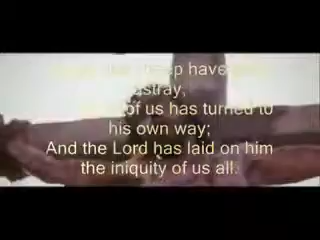 have
astray;
of us has turned to
his own way;
And the Lord has laid on him
the iniquity of us all.